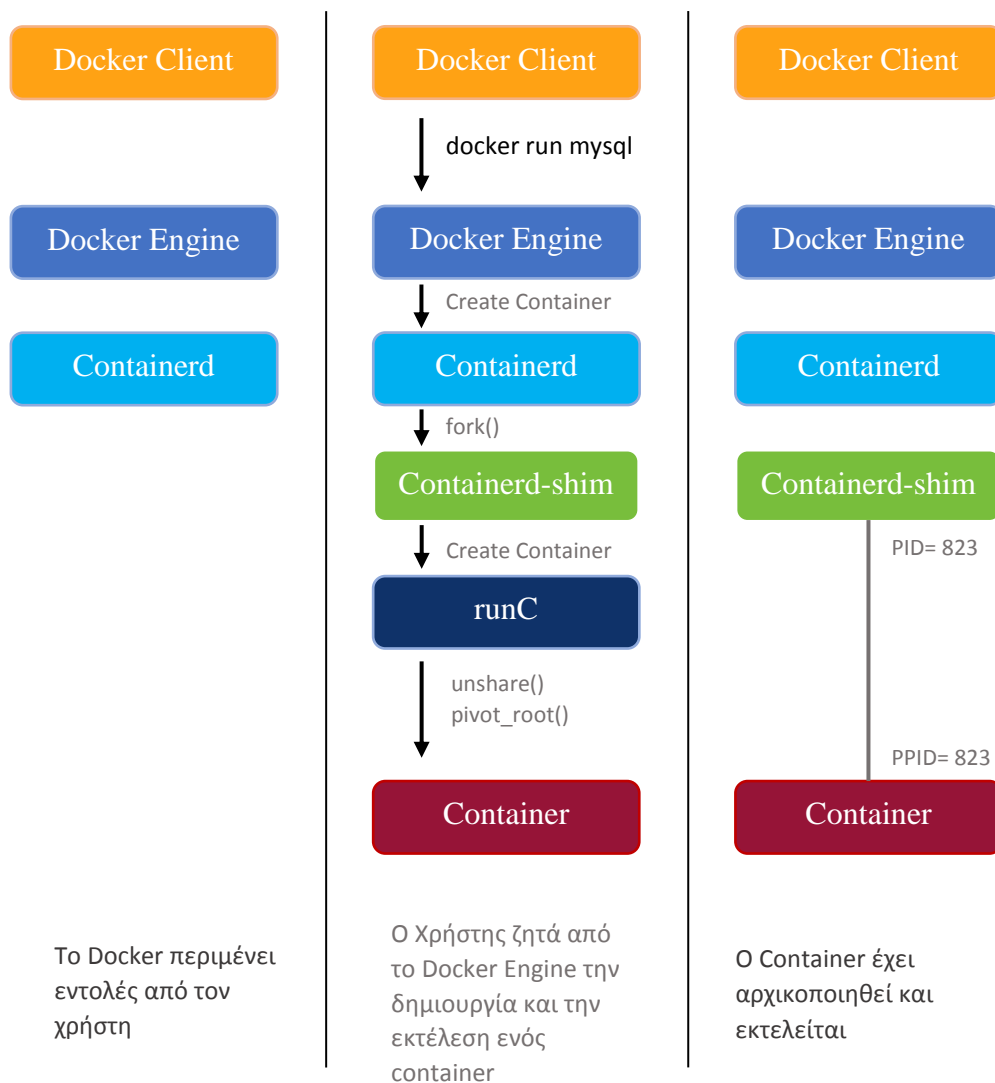 Docker Client
Docker Engine
Containerd
Το Docker περιμένει
εντολές από τον
χρήστη
Docker Client
docker run mysql
Docker Engine
Create Container
Containerd
fork()
Containerd-shim
Create Container
runC
unshare()
pivot_root()
Container
Ο Χρήστης ζητά από
το Docker Engine την
δημιουργία και την
εκτέλεση ενός
container
Docker Client
Docker Engine
Containerd
Containerd-shim
PID= 823
PPID= 823
Container
Ο Container έχει
αρχικοποιηθεί και
εκτελείται